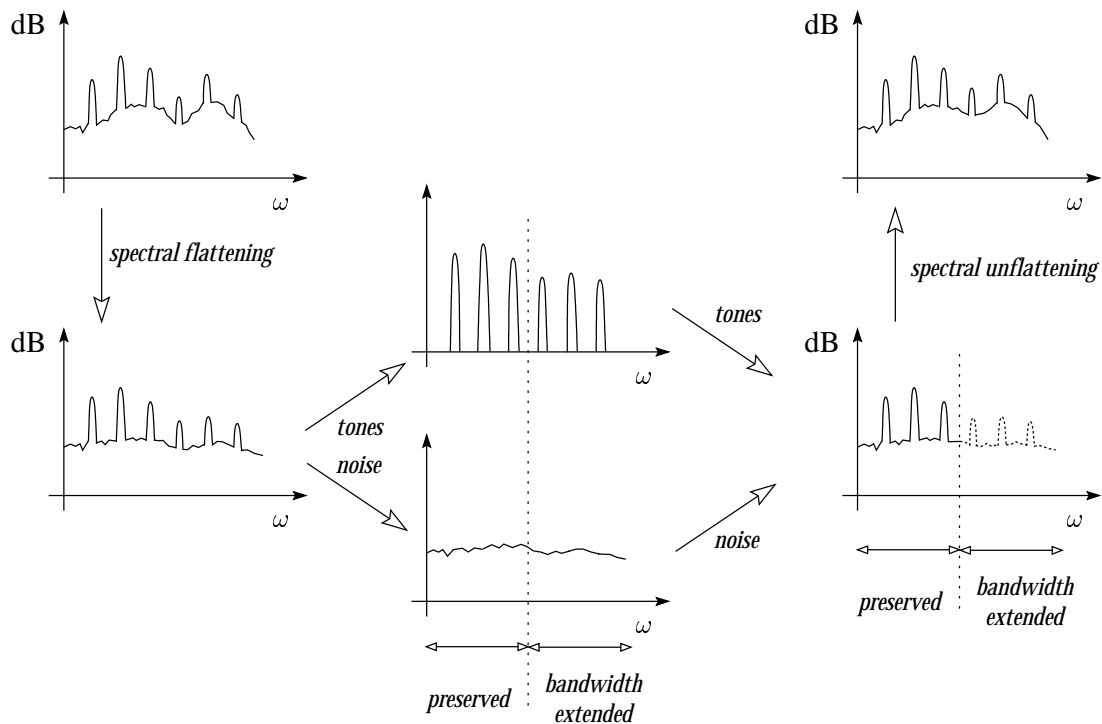 dB
ω
spectral flattening
dB
ω
tones
noise
ω
ω
preserved
bandwidth
extended
tones
noise
dB
ω
spectral unflattening
dB
ω
preserved
bandwidth
extended